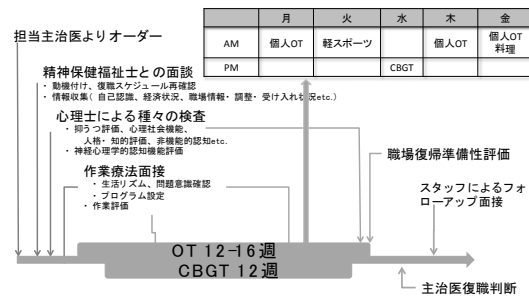 月 火 水 木 金
AM 個人OT 軽スポーツ 個人OT 個人OT
料理
PM CBGT
担当主治医よりオーダー
精神保健福祉士との面談
・動機付け、復職スケジュール再確認
・情報収集( 自己認識、経済状況、職場情報・調整・受け入れ状況etc.)
心理士による種々の検査
・抑うつ評価、心理社会機能、
人格・知的評価、非機能的認知etc.
・神経心理学的認知機能評価
作業療法面接
・生活リズム、問題意識確認
・プログラム設定
・作業評価
職場復帰準備性評価
スタッフによるフォ
ローアップ面接
OT 12-16週
CBGT 12週
主治医復職判断